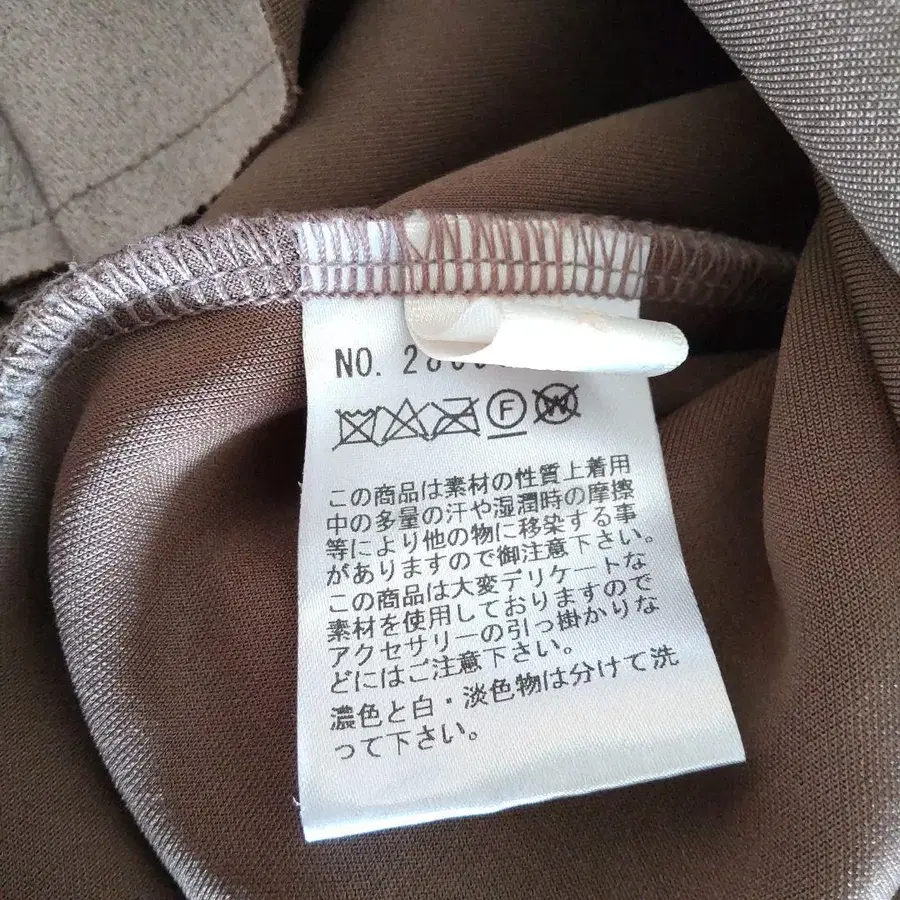 NO. 2
F W
この商品は素材の性質上着用
中の多量の汗や湿潤時の摩擦
等により他の物に移染する事
がありますので御注意下さい。
この商品は大変デリケートな
素材を使用しておりますので
アクセサリーの引っ掛かりな
どにはご注意下さい。
濃色と白・淡色物は分けて洗
って下さい。